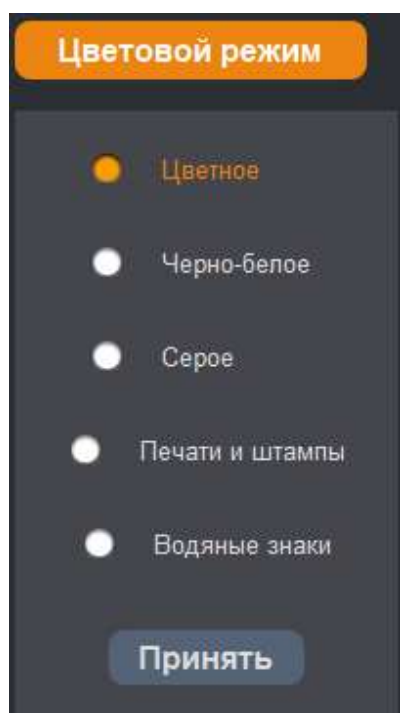 Цветовой режим
Цветное
Черно-белое
Серое
Печати и штампы
Водяные знаки
Принять